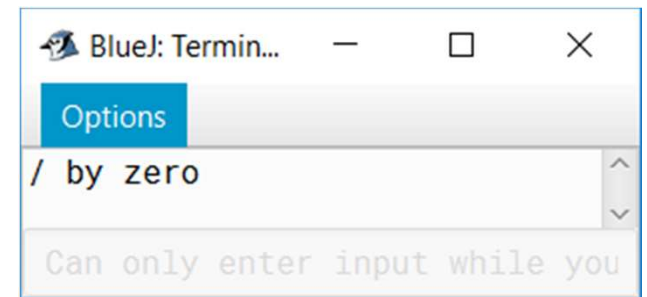 BlueJ: Termin...
Options
/ by zero
Can only enter input while you